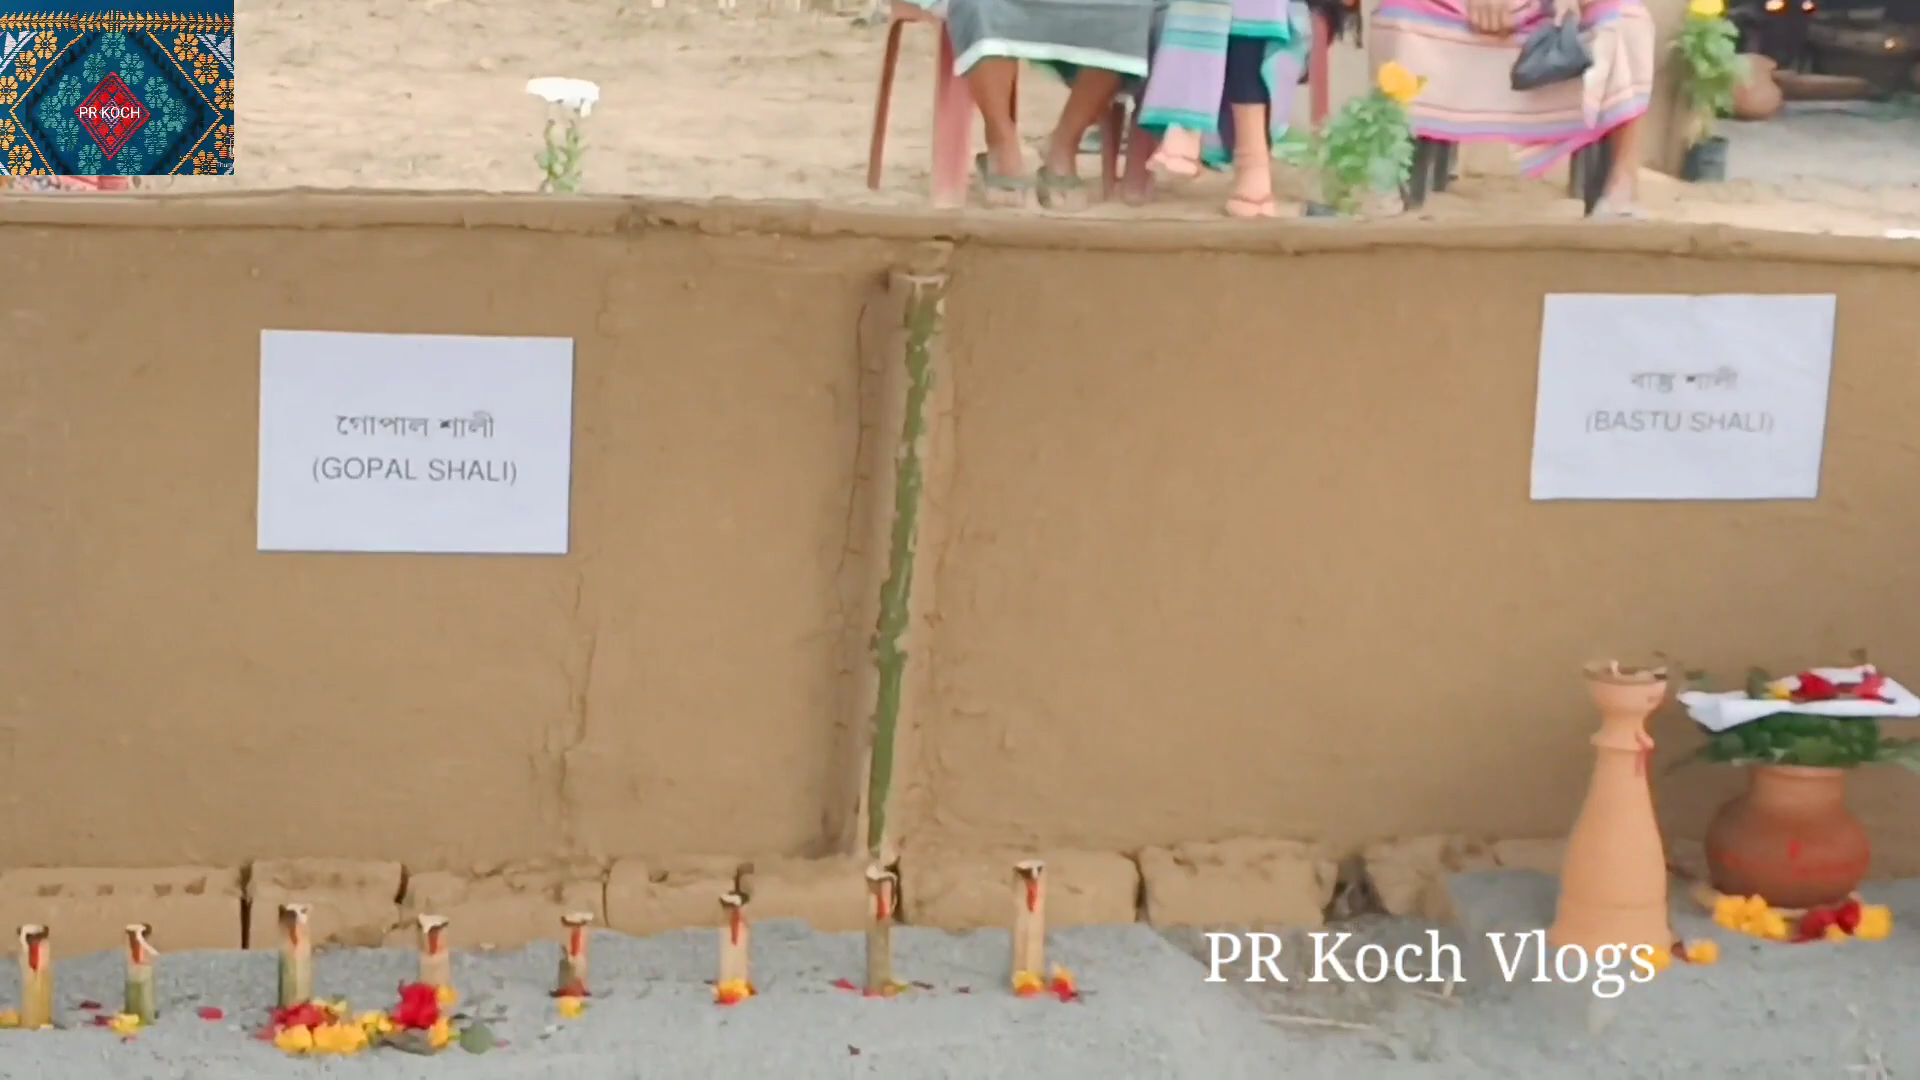 PR KOCH
গোপাল শালী
(GOPAL SHALI)
বাস্তু শালী
(BASTU SHALI)
PR Koch Vlogs